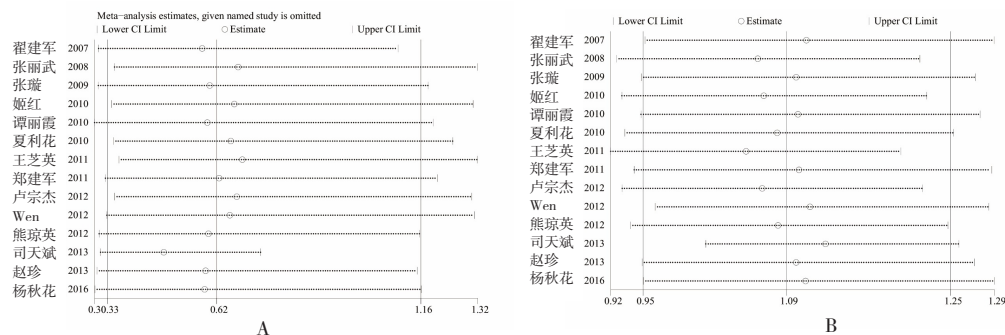 Meta-analysis estimates, given named study is omitted
Lower CI Limit Estimate Upper CI Limit
翟建军 2007
张丽武 2008
张璇 2009
姬红 2010
谭丽霞 2010
夏利花 2010
王芝英 2011
郑建军 2011
卢宗杰 2012
Wen 2012
熊琼英 2012
司天斌 2013
赵珍 2013
杨秋花 2016
0.30 0.33 0.62 1.16 1.32
A
Lower CI Limit Estimate Upper CI Limit
翟建军 2007
张丽武 2008
张璇 2009
姬红 2010
谭丽霞 2010
夏利花 2010
王芝英 2011
郑建军 2011
卢宗杰 2012
Wen 2012
熊琼英 2012
司天斌 2013
赵珍 2013
杨秋花 2016
0.92 0.95 1.09 1.25 1.29
B